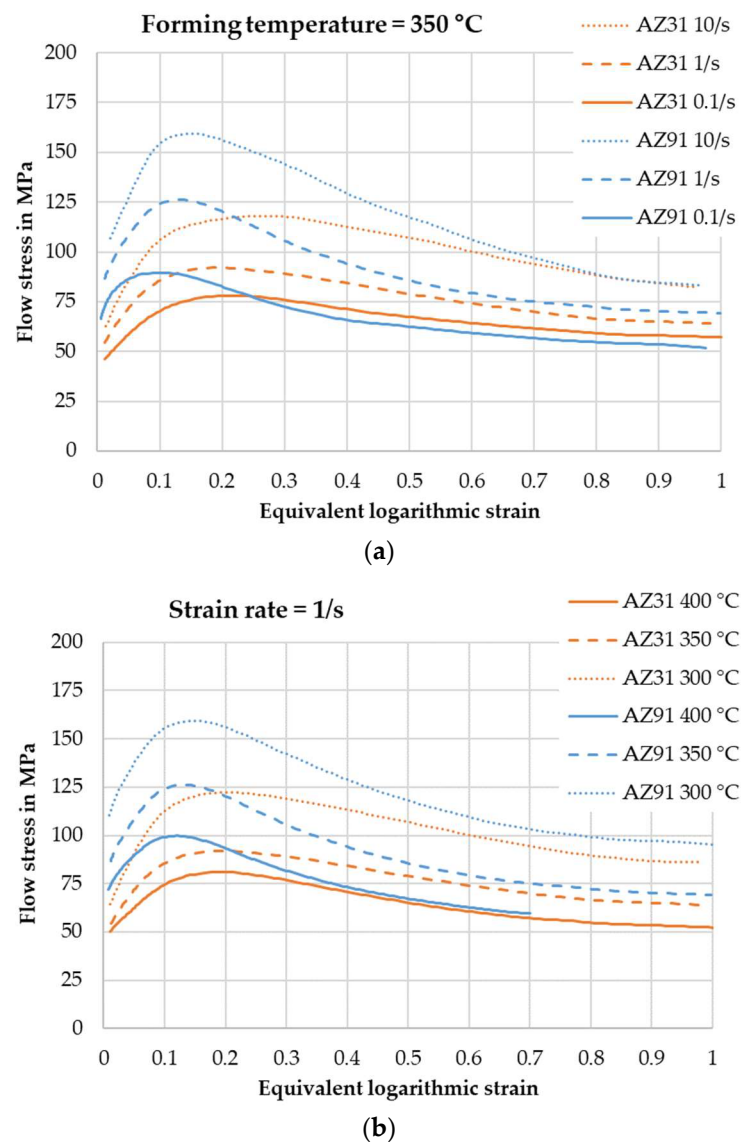 Forming temperature = 350 °C
AZ31 10/s
AZ31 1/s
AZ31 0.1/s
AZ91 10/s
AZ91 1/s
AZ91 0.1/s
Flow stress in MPa
200
175
150
125
100
75
50
25
0
0 0.1 0.2 0.3 0.4 0.5 0.6 0.7 0.8 0.9 1
Equivalent logarithmic strain
(a)
Strain rate = 1/s
AZ31 400 °C
AZ31 350 °C
AZ31 300 °C
AZ91 400 °C
AZ91 350 °C
AZ91 300 °C
Flow stress in MPa
200
175
150
125
100
75
50
25
0
0 0.1 0.2 0.3 0.4 0.5 0.6 0.7 0.8 0.9 1
Equivalent logarithmic strain
(b)